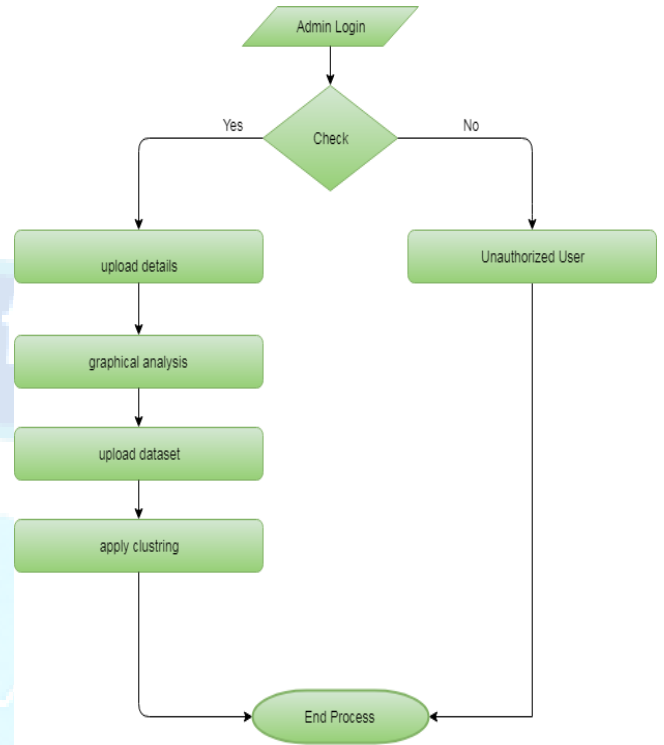 Admin Login
Check
Yes
No
upload details
Unauthorized User
graphical analysis
upload dataset
apply clustring
End Process